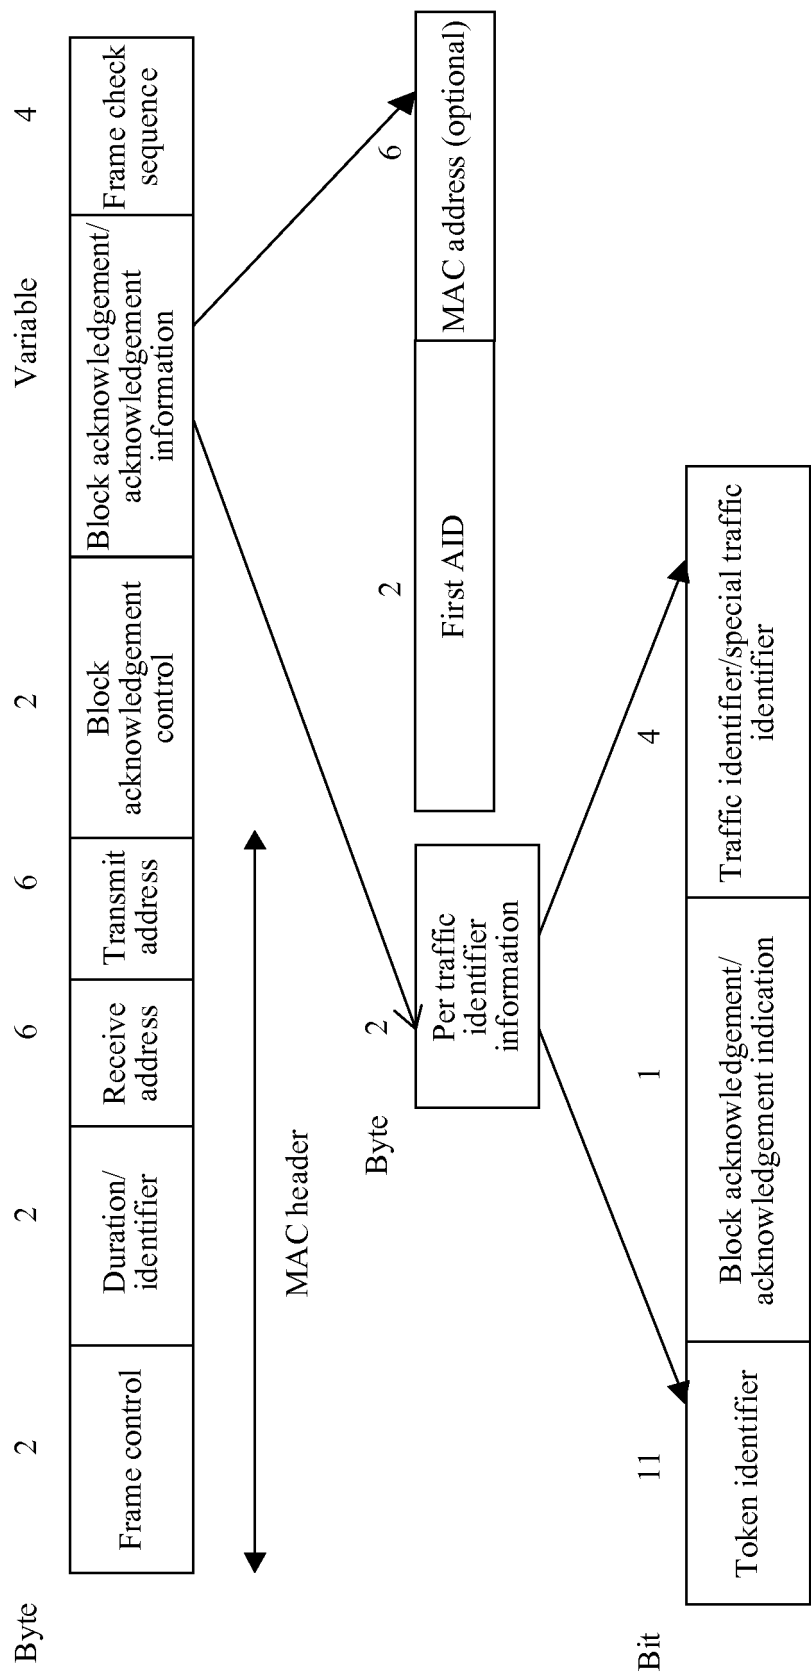 Byte
2
2
6
6
2
Variable
4
Frame control
Duration/
identifier
Receive
address
Transmit
address
Block
acknowledgement
control
Block acknowledgement/
acknowledgement
information
Frame check
sequence
MAC header
Byte
2
2
6
Per traffic
identifier
information
First AID
MAC address (optional)
Bit
11
1
4
Token identifier
Block acknowledgement/
acknowledgement indication
Traffic identifier/special traffic
identifier